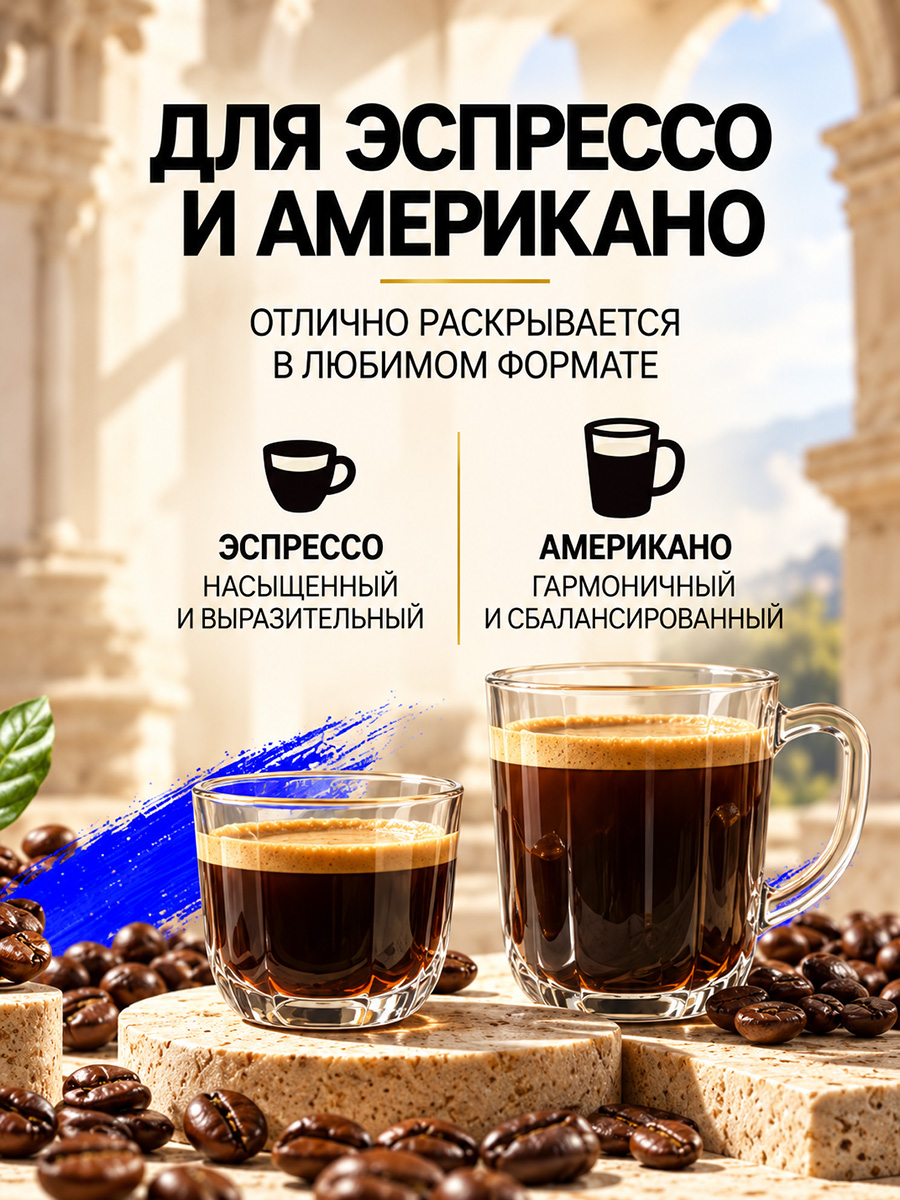 ДЛЯ ЭСПРЕССО
И АМЕРИКАНО
ОТЛИЧНО РАСКРЫВАЕТСЯ
В ЛЮБИМОМ ФОРМАТЕ
ЭСПРЕССО
НАСЫЩЕННЫЙ
И ВЫРАЗИТЕЛЬНЫЙ
АМЕРИКАНО
ГАРМОНИЧНЫЙ
И СБАЛАНСИРОВАННЫЙ